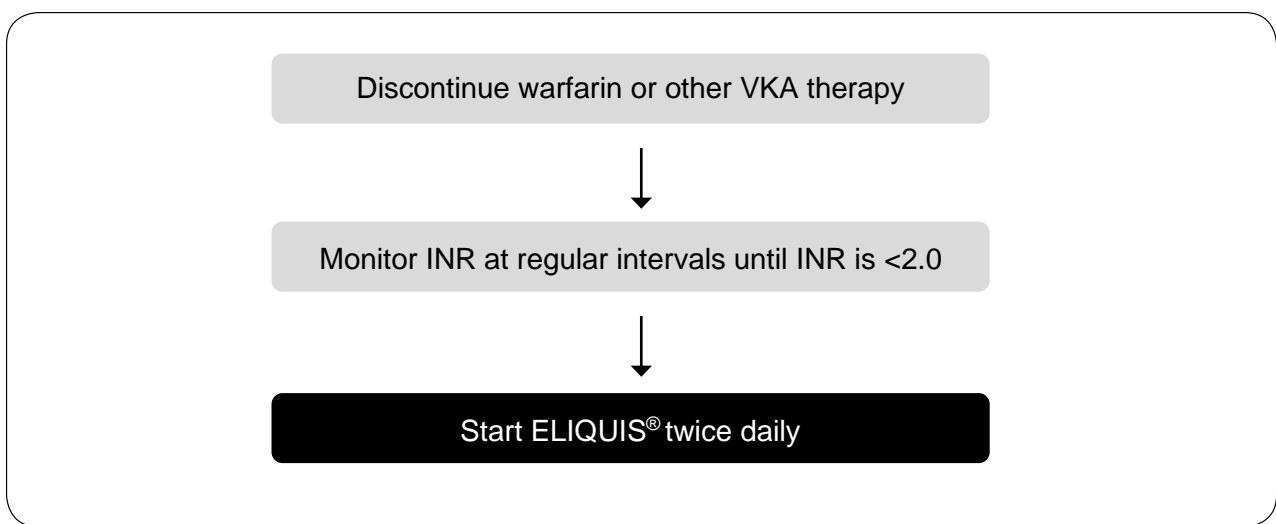 Discontinue warfarin or other VKA therapy
Monitor INR at regular intervals until INR is <2.0
Start ELIQUIS® twice daily